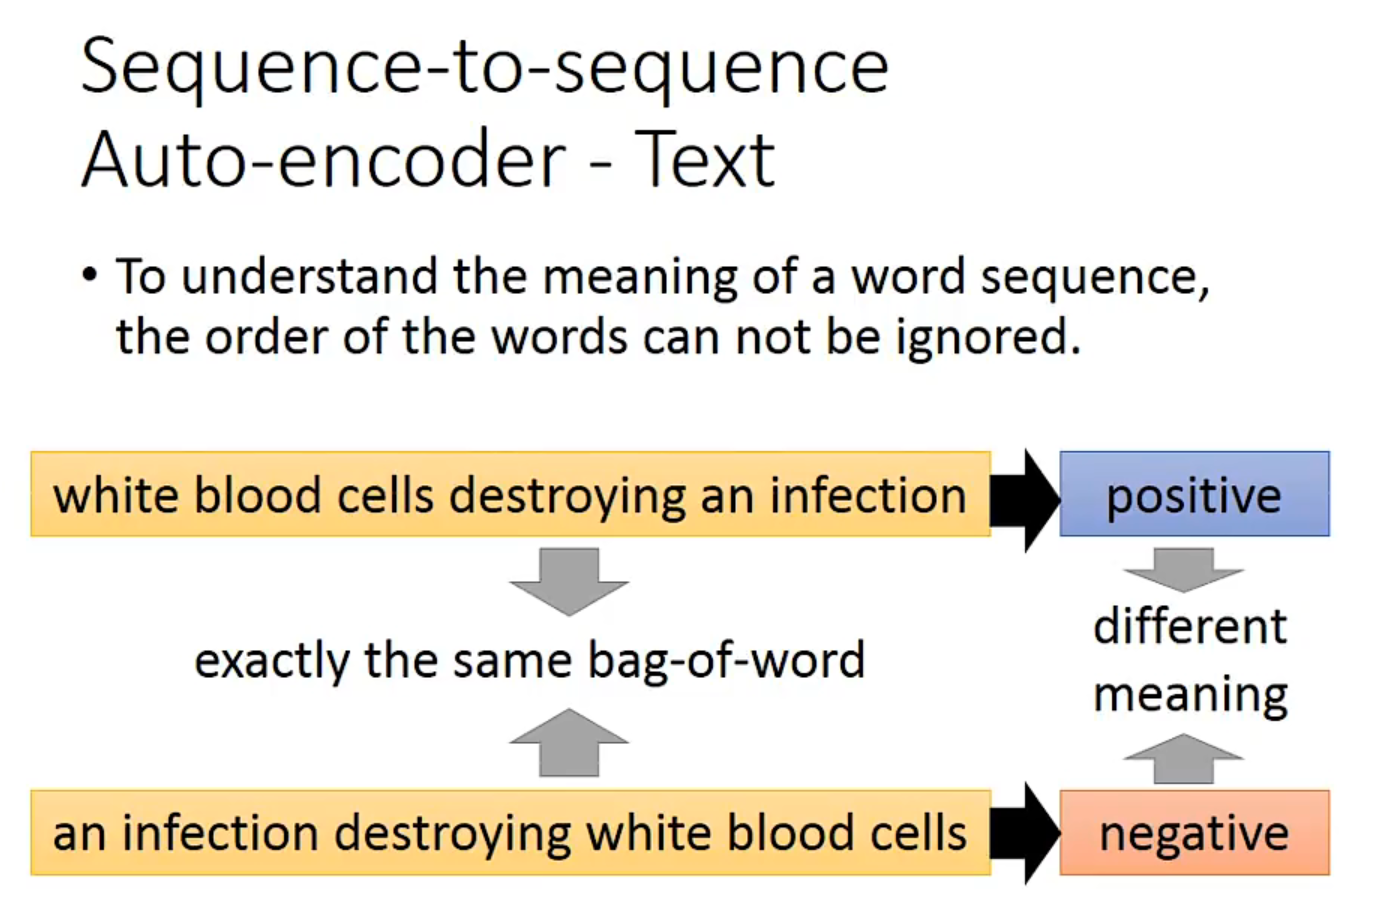 Sequence-to-sequence
Auto-encoder - Text
• To understand the meaning of a word sequence,
the order of the words can not be ignored.
white blood cells destroying an infection
positive
exactly the same bag-of-word
different
meaning
an infection destroying white blood cells
negative